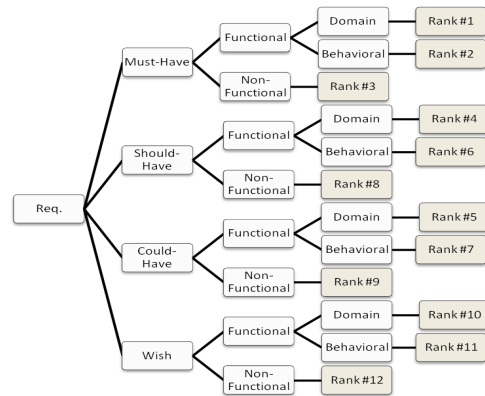 Domain
Rank #1
Functional
Must-Have
Behavioral
Rank #2
Non-
Functional
Rank #3
Domain
Rank #4
Functional
Should-
Have
Behavioral
Rank #6
Non-
Functional
Rank #8
Req.
Domain
Rank #5
Functional
Could-
Have
Behavioral
Rank #7
Non-
Functional
Rank #9
Domain
Rank #10
Functional
Wish
Behavioral
Rank #11
Non-
Functional
Rank #12